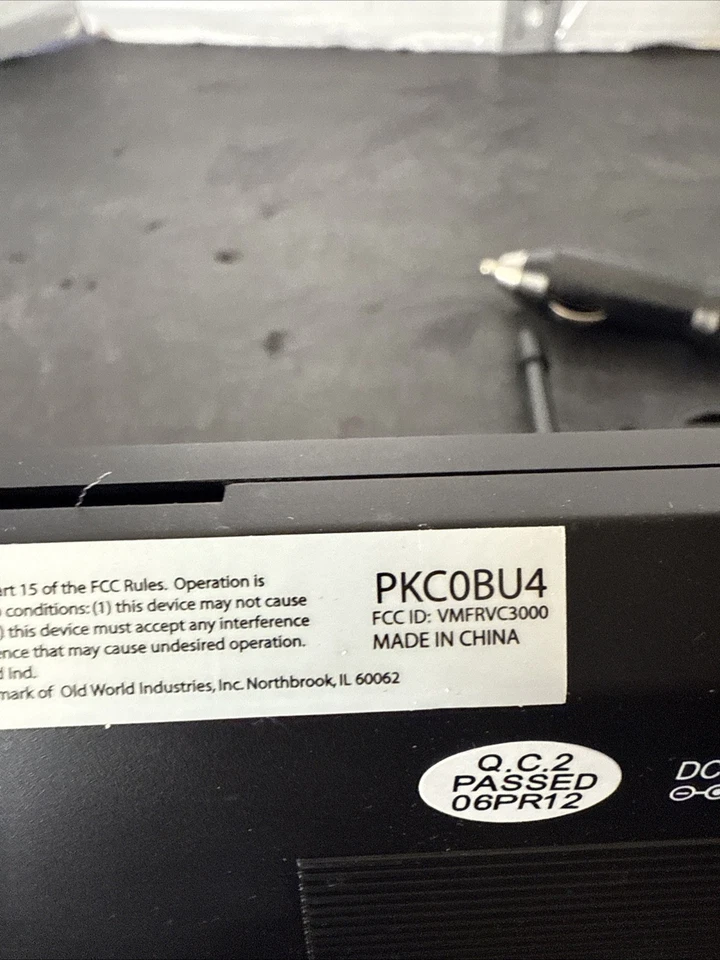 art 15 of the FCC Rules. Operation is
conditions: (1) this device may not cause
) this device must accept any interference
ence that may cause undesired operation.
d Ind.
mark of Old World Industries, Inc. Northbrook, IL 60062
PKC0BU4
FCC ID: VMFRVC3000
MADE IN CHINA
Q.C.2
PASSED
06PR12
DC